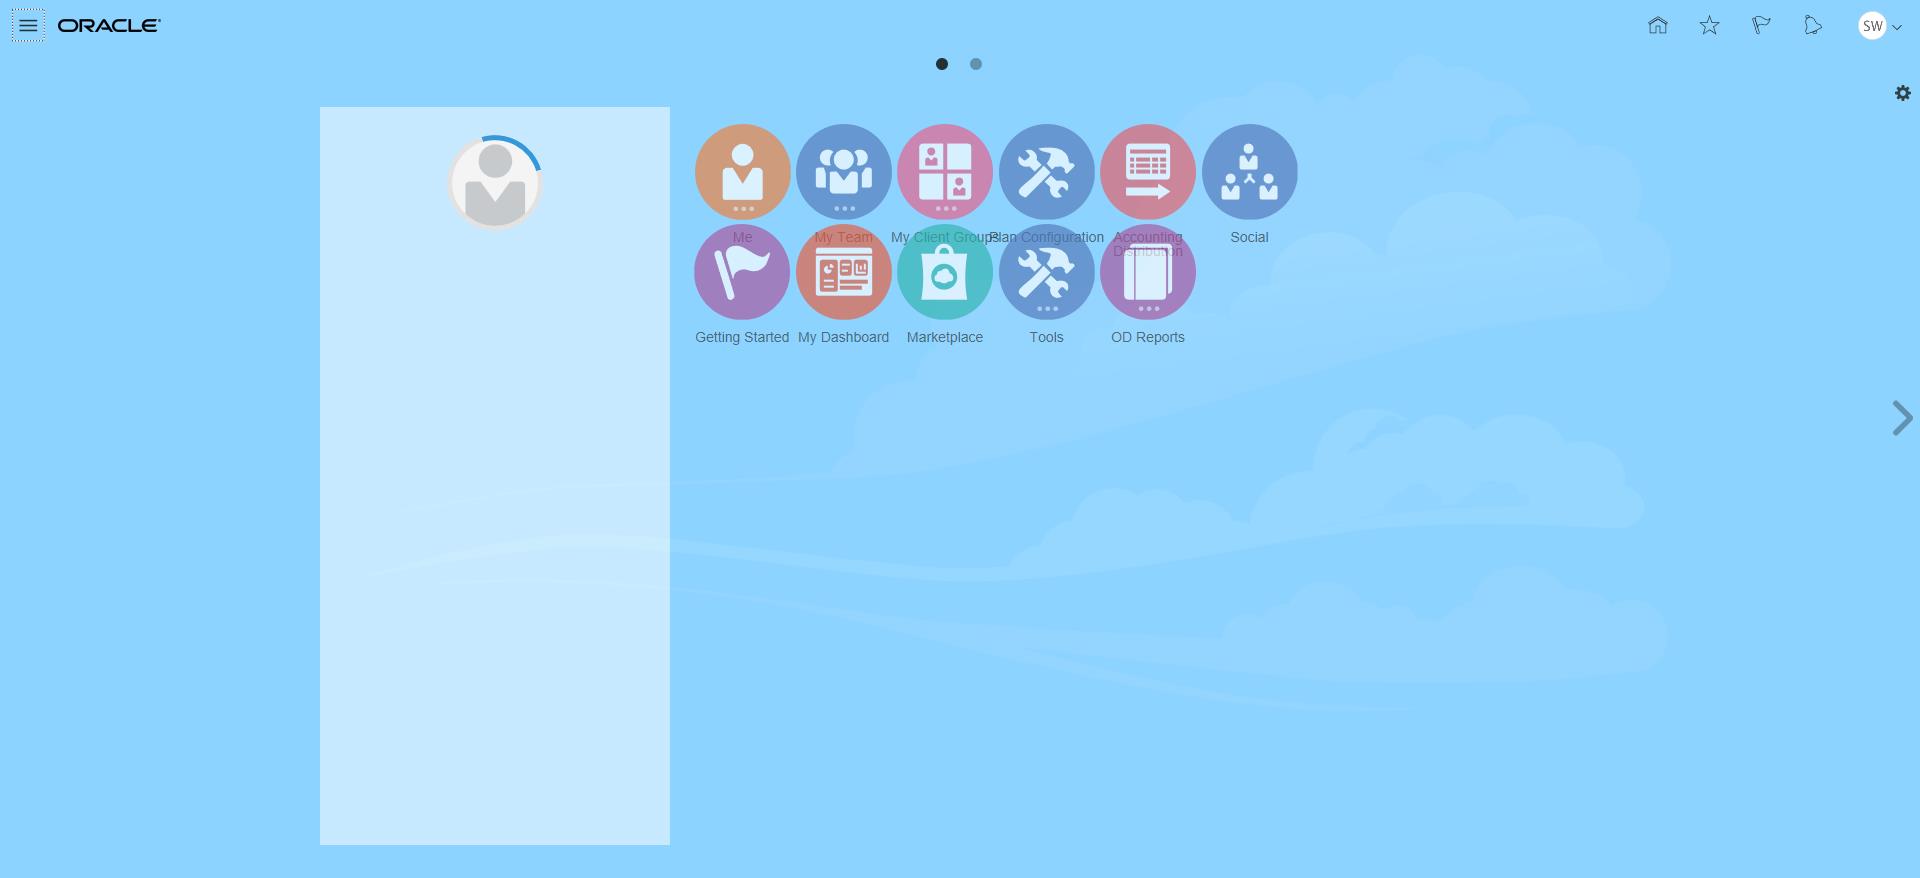 ORACLE
SW
Me
My Team
My Client Groups
Plan Configuration
Accounting
Distribution
Social
Getting Started
My Dashboard
Marketplace
Tools
OD Reports